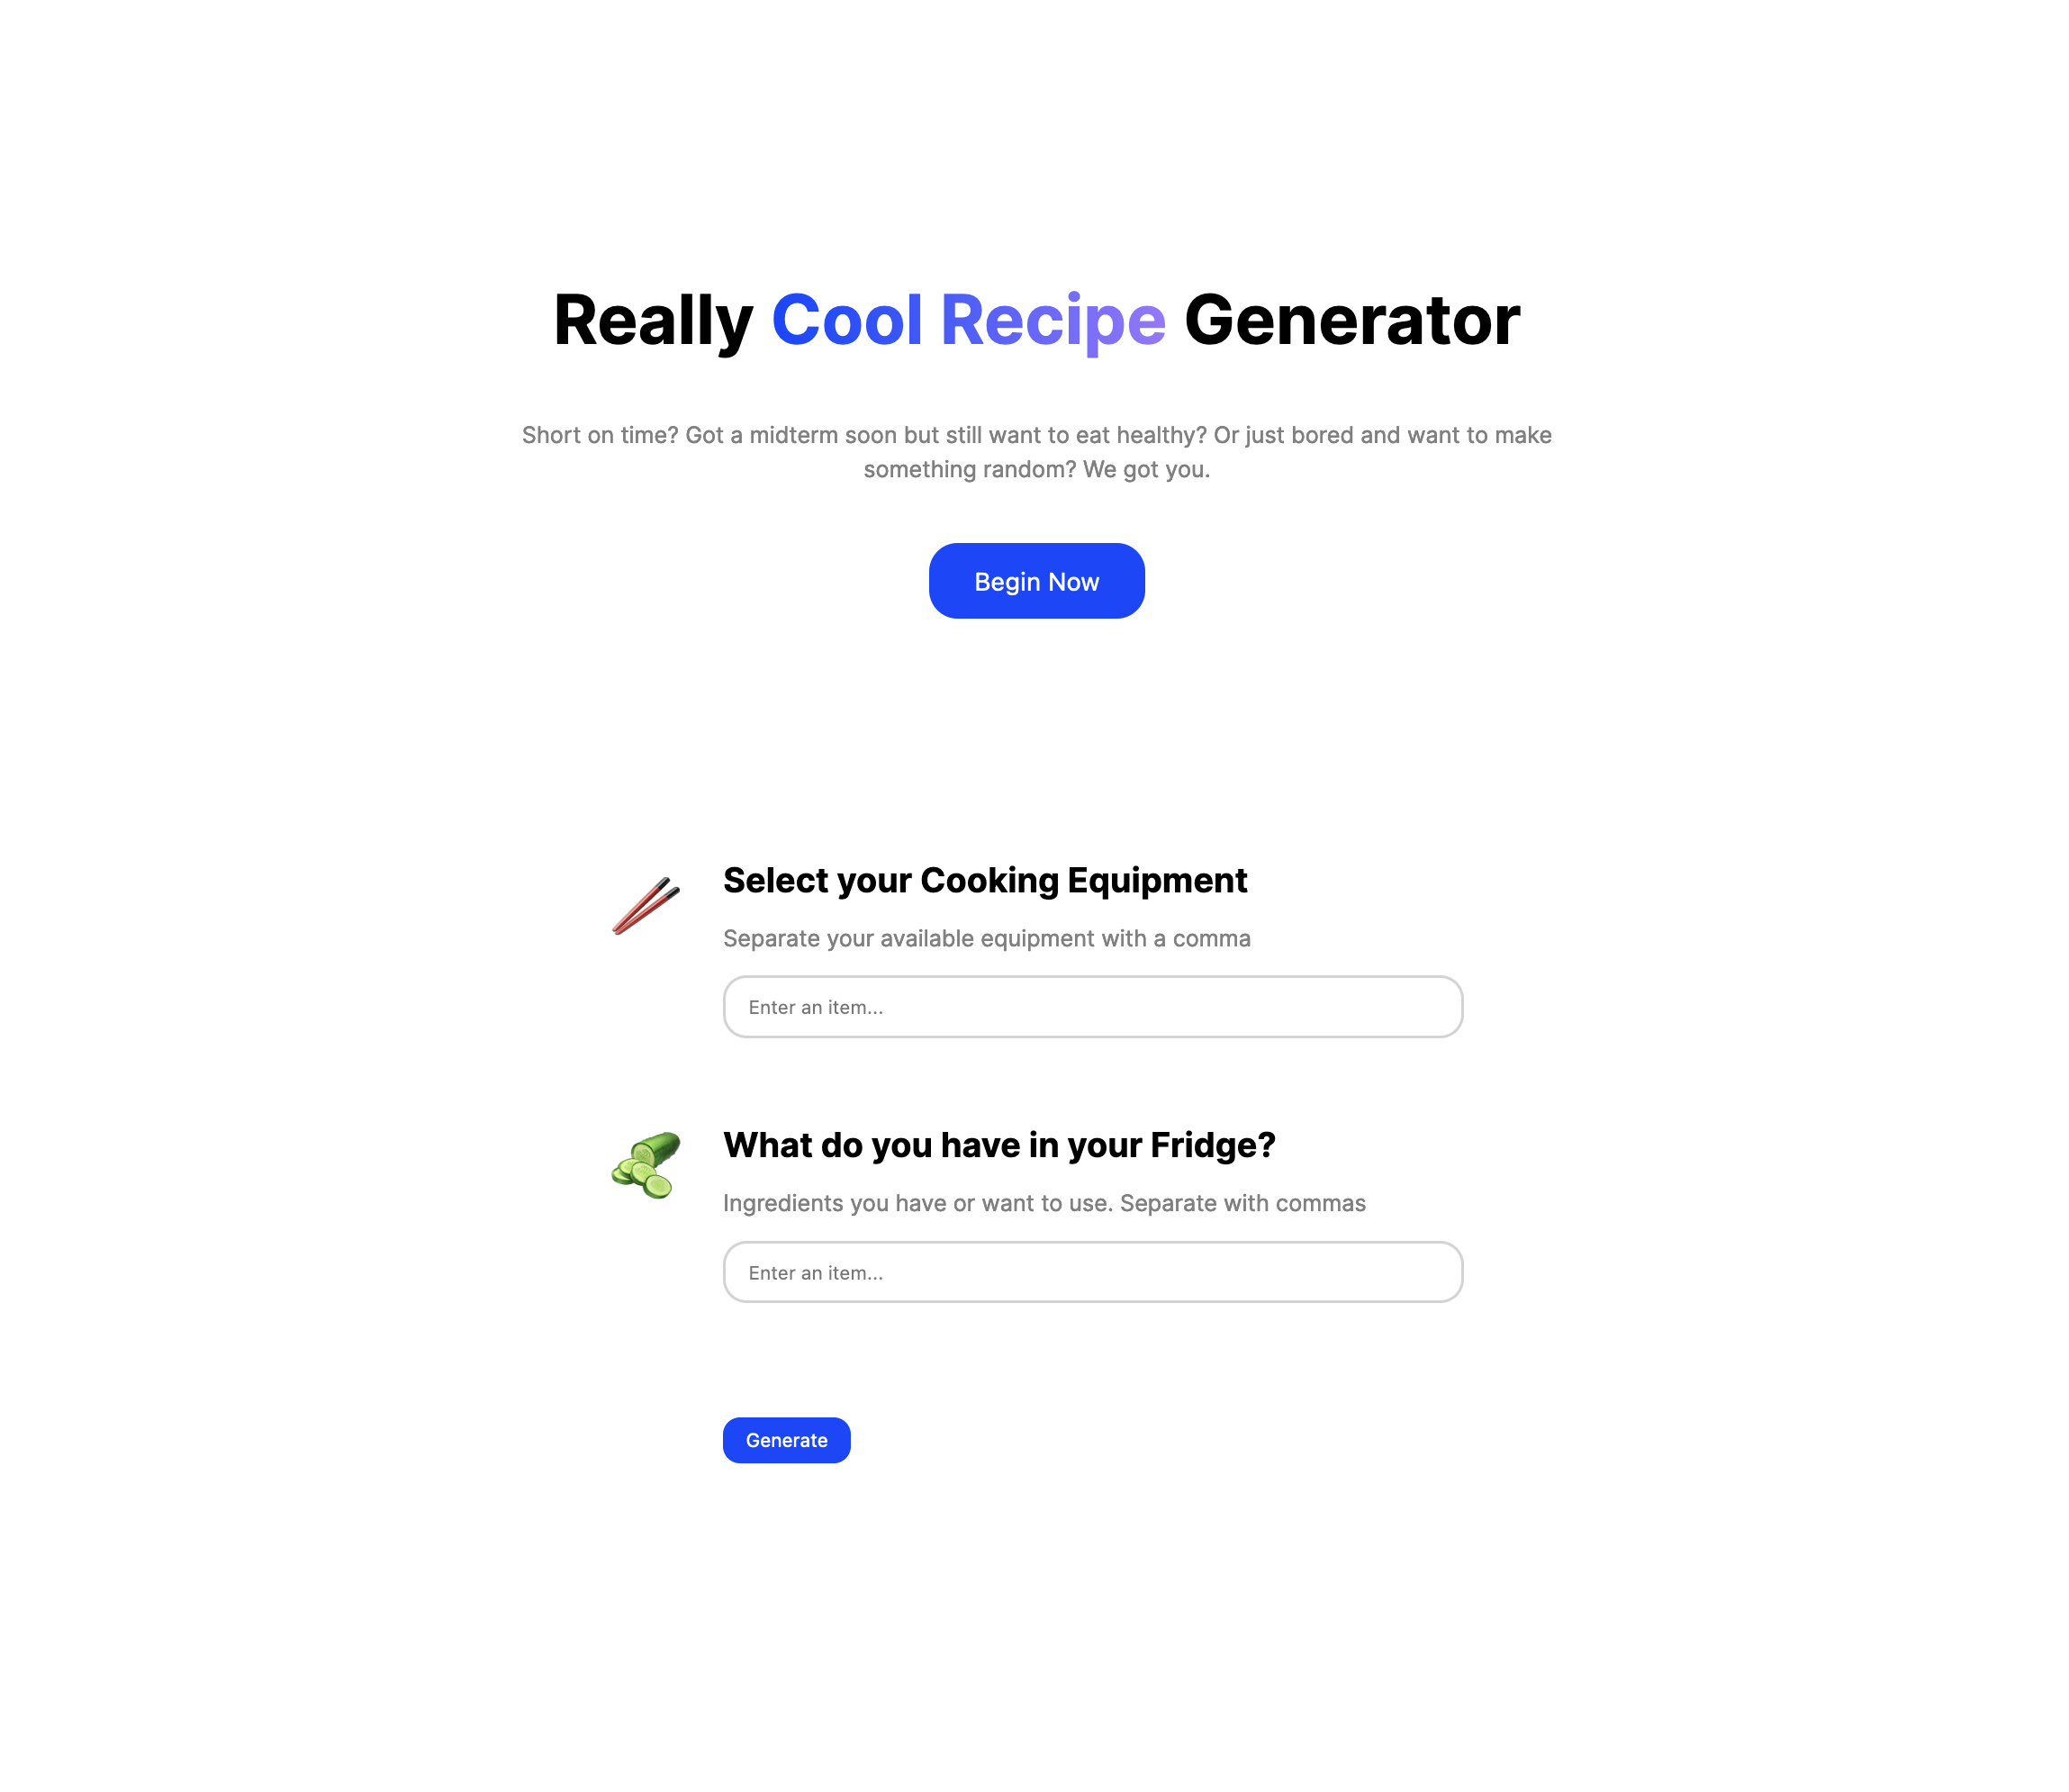 Really Cool Recipe Generator
Short on time? Got a midterm soon but still want to eat healthy? Or just bored and want to make
something random? We got you.
Begin Now
Select your Cooking Equipment
Separate your available equipment with a comma
Enter an item...
What do you have in your Fridge?
Ingredients you have or want to use. Separate with commas
Enter an item...
Generate